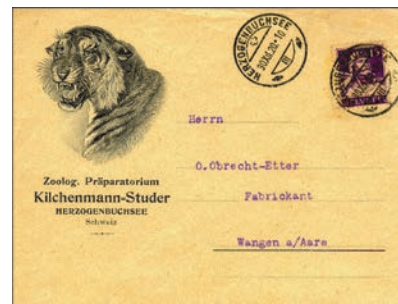 HERZOGENBUCHSEE
Herrn
O.Obrecht-Etter
Fabrickant
Wangen a/Aare
Zoolog. Präparatorium
Kilchenmann-Studer
HERZOGENBUCHSEE
Schweiz